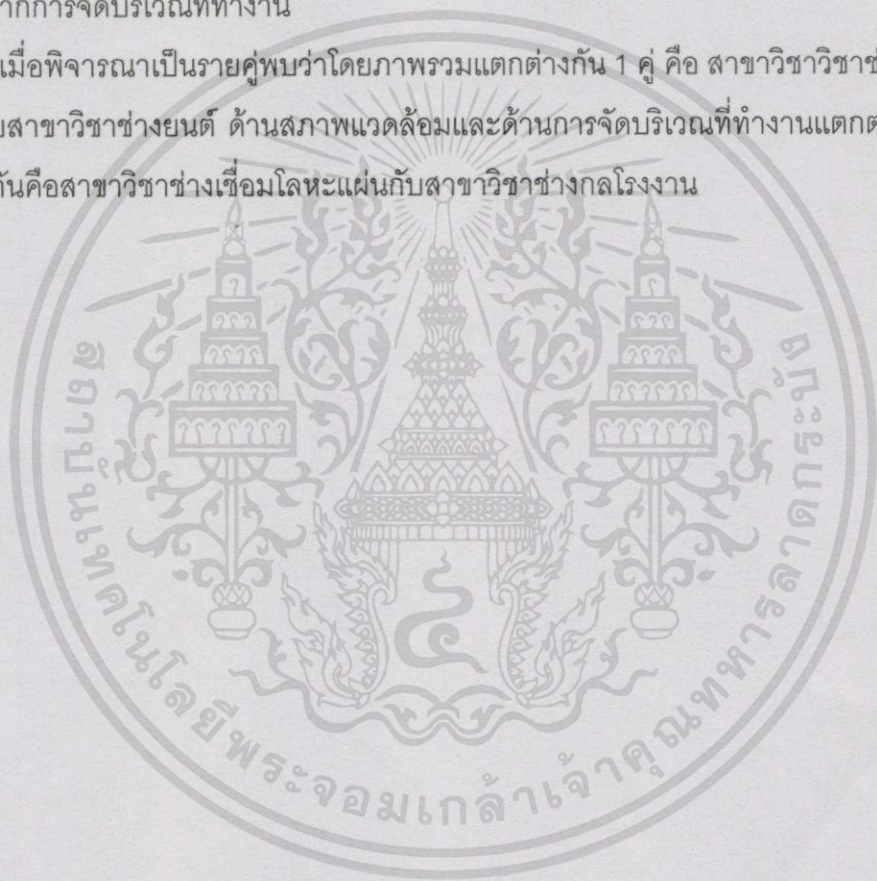 ากการจัดบริเวณที่ทำงาน
เมื่อพิจารณาเป็นรายคู่พบว่าโดยภาพรวมแตกต่างกัน 1 คู่ คือ สาขาวิชาวิชาช่
บสาขาวิชาช่างยนต์ ด้านสภาพแวดล้อมและด้านการจัดบริเวณที่ทำงานแตกต
กันคือสาขาวิชาช่างเชื่อมโลหะแผ่นกับสาขาวิชาช่างกลโรงงาน
สถาบันเทคโนโลยีพระจอมเกล้าเจ้าคุณทหารลาดกระบัง
๔